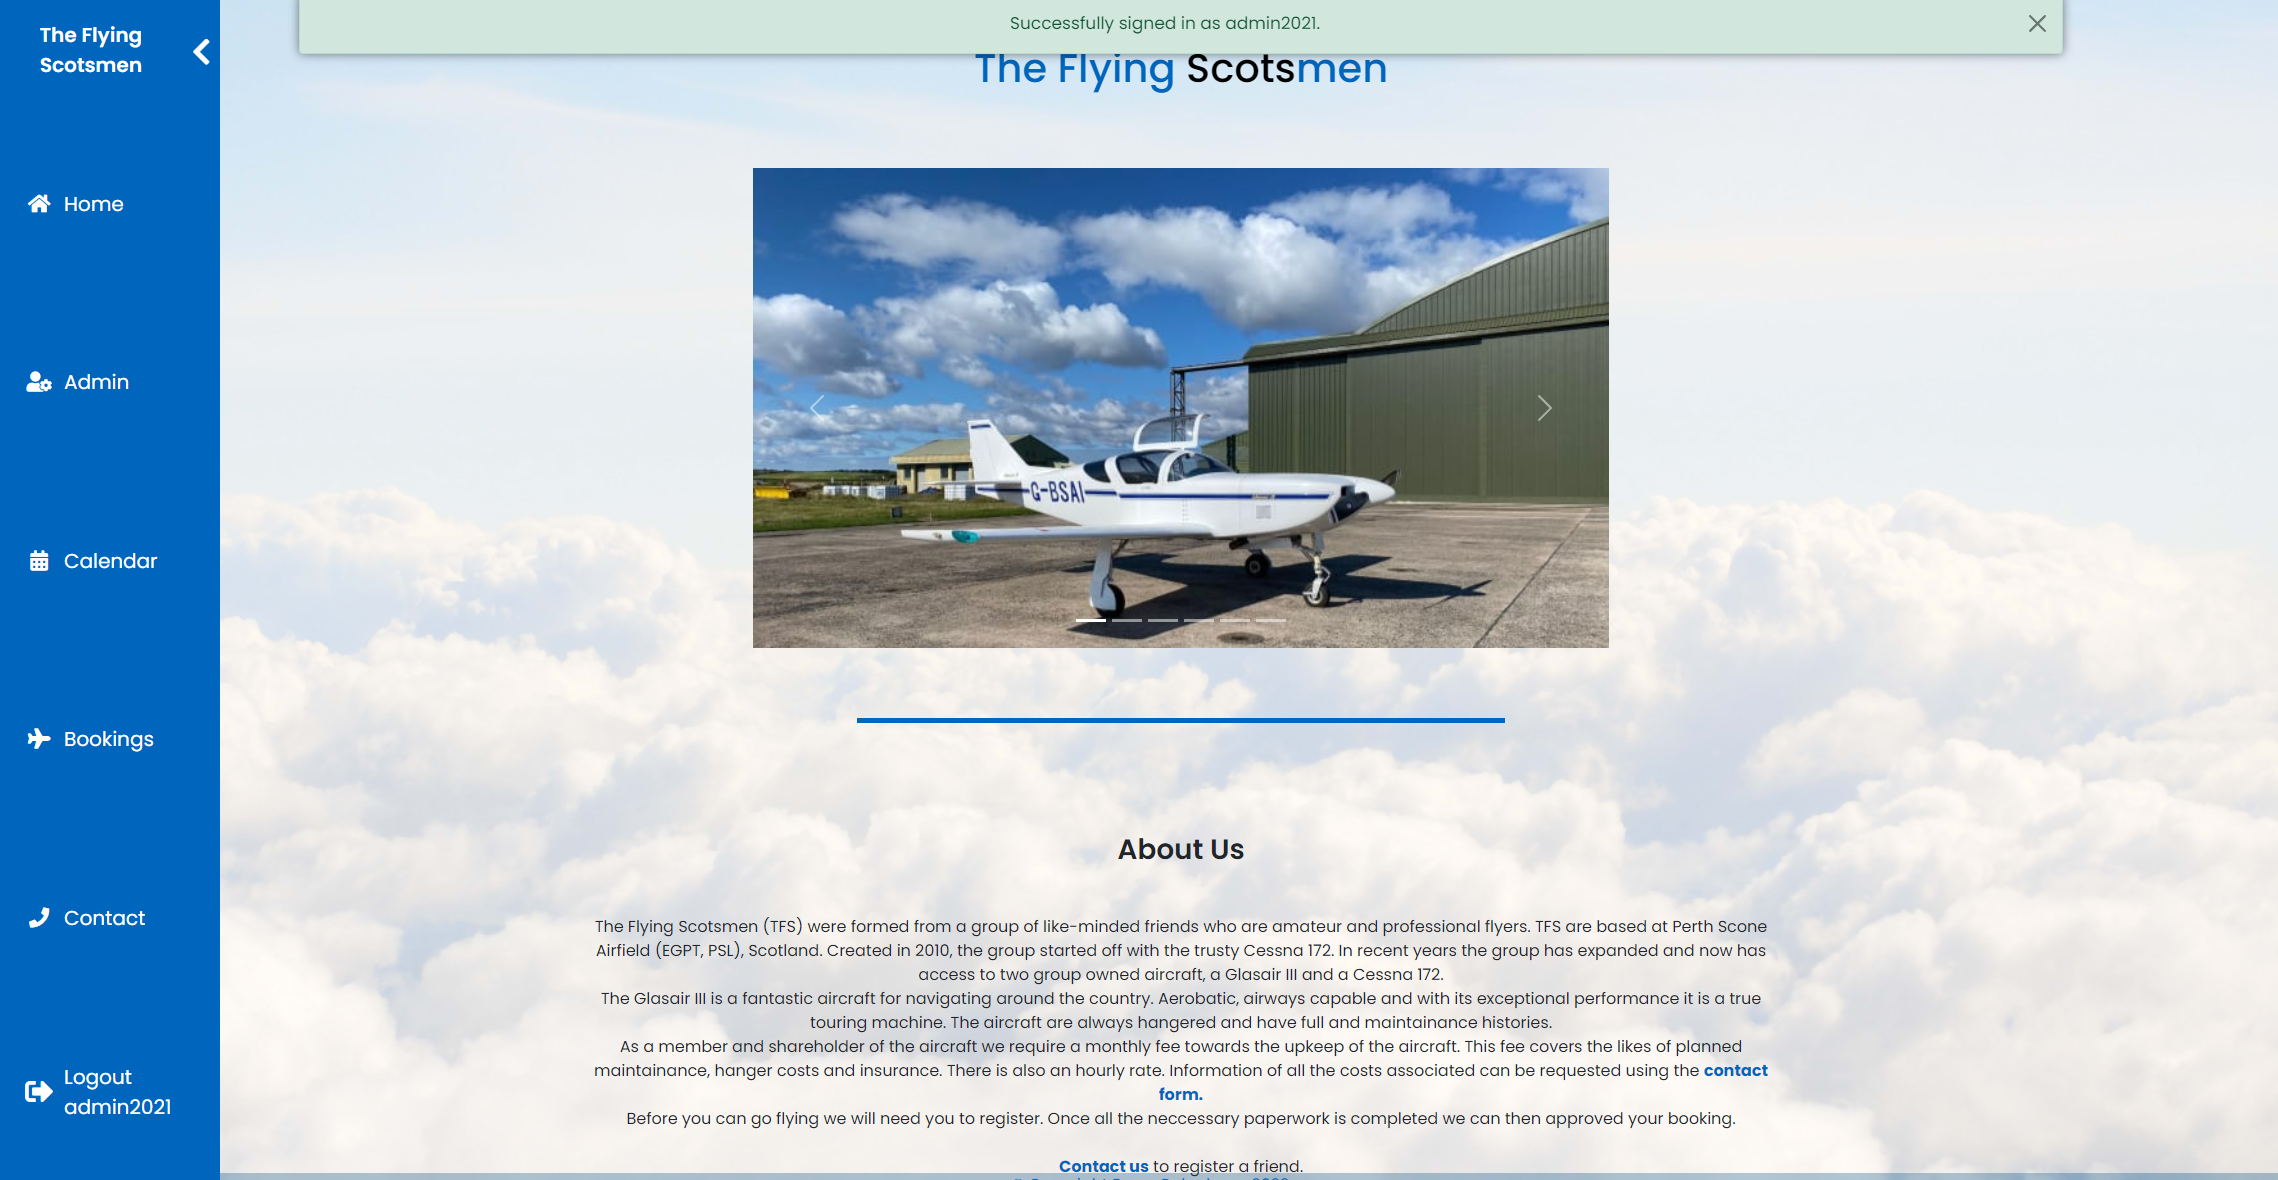 Successfully signed in as admin2021.
The Flying
Scotsmen
Home
Admin
Calendar
Bookings
Contact
Logout
admin2021
The Flying Scotsmen
G-BSAI
About Us
The Flying Scotsmen (TFS) were formed from a group of like-minded friends who are amateur and professional flyers. TFS are based at Perth Scone
Airfield (EGPT, PSL), Scotland. Created in 2010, the group started off with the trusty Cessna 172. In recent years the group has expanded and now has
access to two group owned aircraft, a Glasair III and a Cessna 172.
The Glasair III is a fantastic aircraft for navigating around the country. Aerobatic, airways capable and with its exceptional performance it is a true
touring machine. The aircraft are always hangered and have full and maintainance histories.
As a member and shareholder of the aircraft we require a monthly fee towards the upkeep of the aircraft. This fee covers the likes of planned
maintainance, hanger costs and insurance. There is also an hourly rate. Information of all the costs associated can be requested using the contact
form.
Before you can go flying we will need you to register. Once all the neccessary paperwork is completed we can then approved your booking.
Contact us to register a friend.